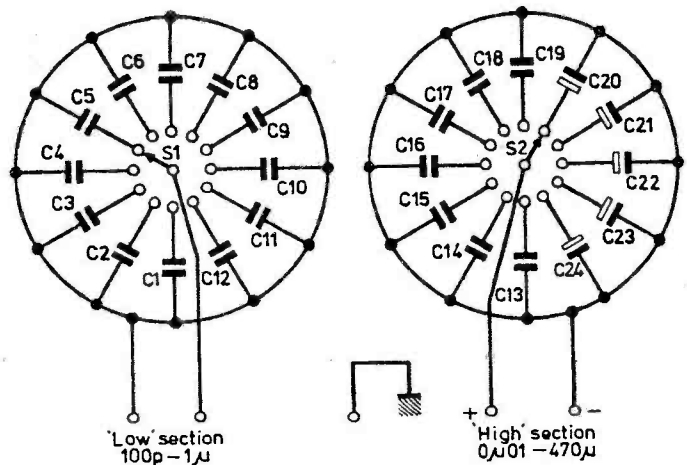 C1
C2
C3
C4
C5
C6
C7
C8
C9
C10
C11
C12
S1
'Low' section
100p – 1µ
C13
C14
C15
C16
C17
C18
C19
C20
C21
C22
C23
C24
S2
+
−
'High' section
0µ01 – 470µ